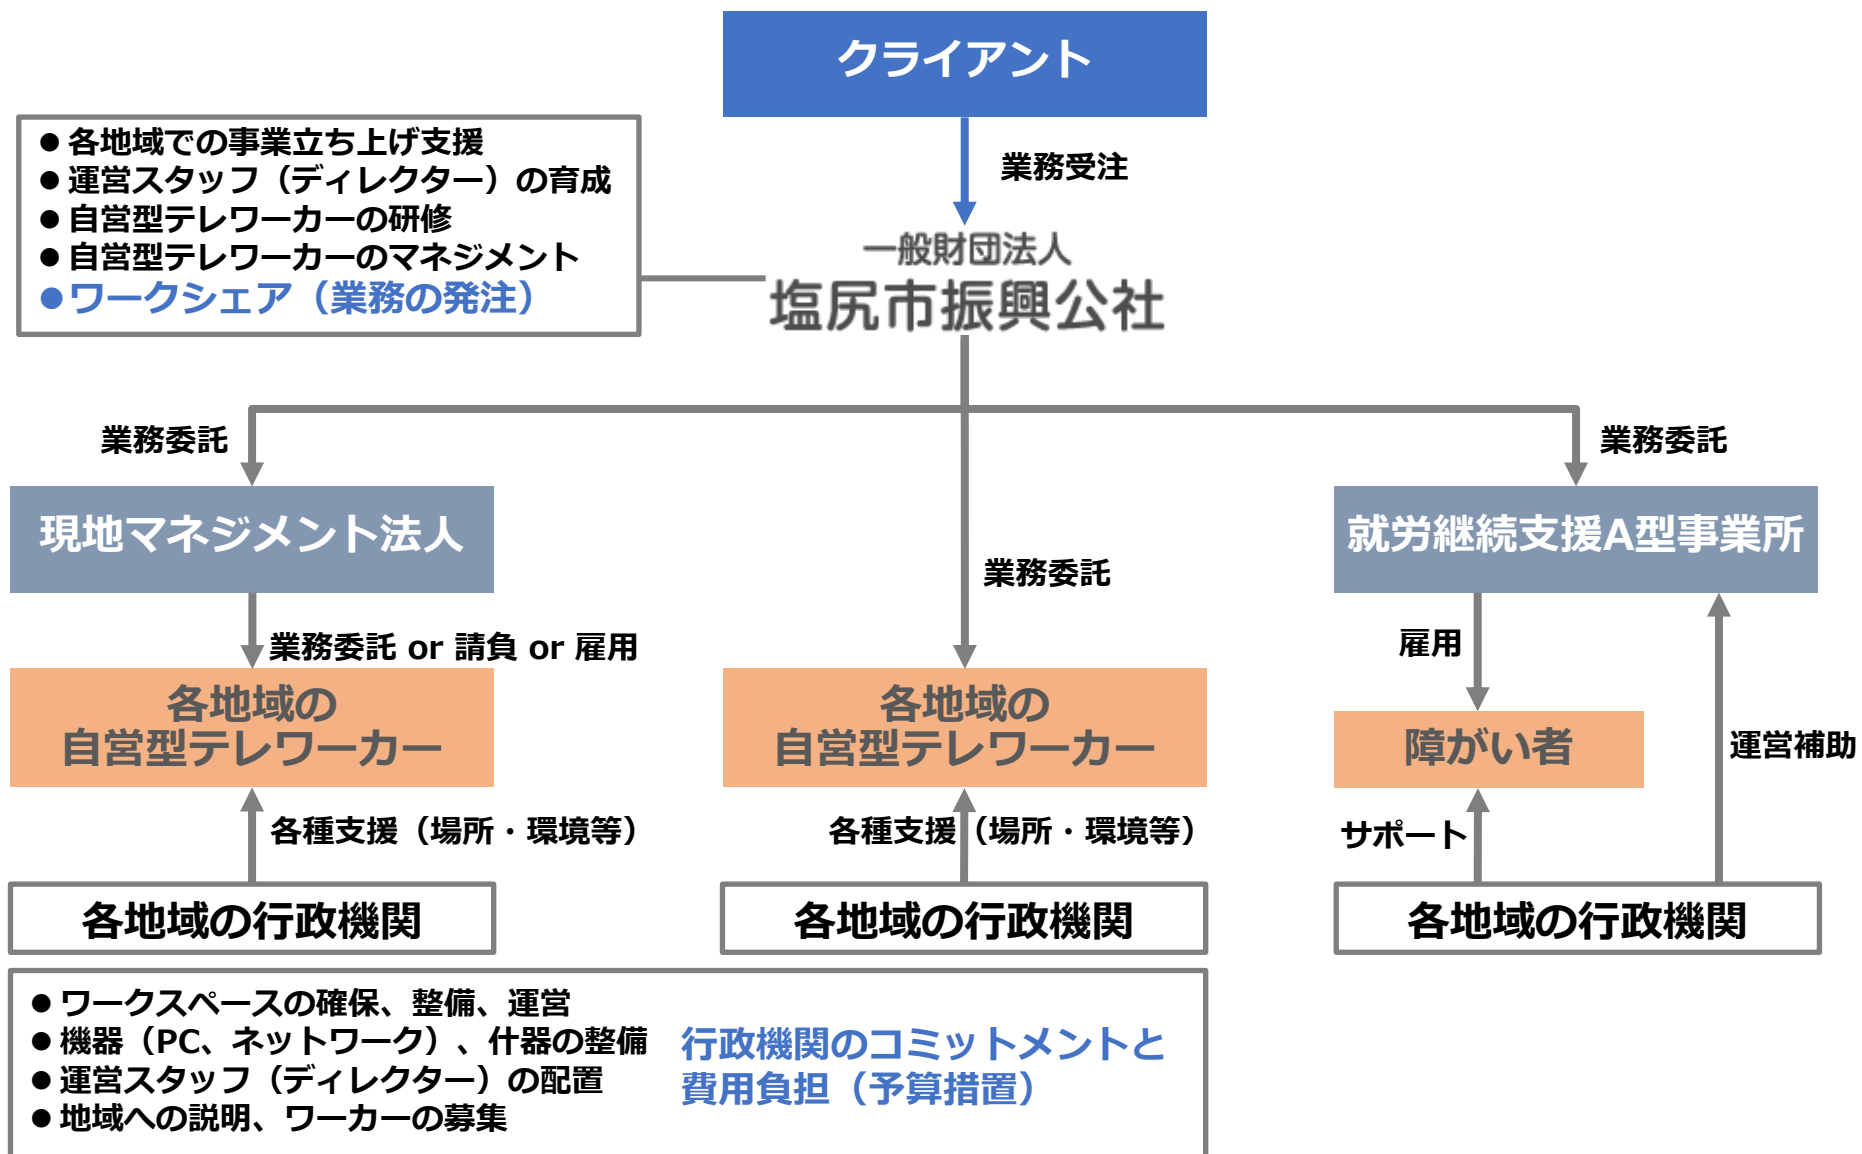 クライアント
● 各地域での事業立ち上げ支援
● 運営スタッフ（ディレクター）の育成
● 自営型テレワーカーの研修
● 自営型テレワーカーのマネジメント
● ワークシェア（業務の発注）
業務受注
一般財団法人
塩尻市振興公社
業務委託
業務委託
現地マネジメント法人
就労継続支援A型事業所
業務委託
業務委託 or 請負 or 雇用
雇用
各地域の
自営型テレワーカー
各地域の
自営型テレワーカー
障がい者
運営補助
各種支援（場所・環境等）
各種支援（場所・環境等）
サポート
各地域の行政機関
各地域の行政機関
各地域の行政機関
● ワークスペースの確保、整備、運営
● 機器（PC、ネットワーク）、什器の整備
● 運営スタッフ（ディレクター）の配置
● 地域への説明、ワーカーの募集
行政機関のコミットメントと
費用負担（予算措置）